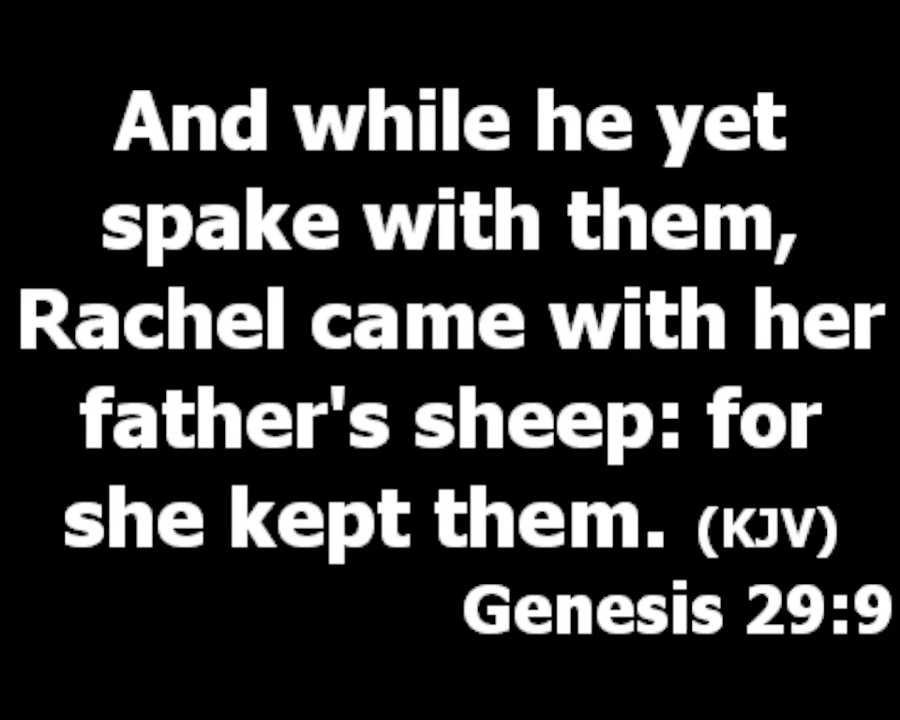 And while he yet
spake with them,
Rachel came with her
father's sheep: for
she kept them. (KJV)
Genesis 29:9